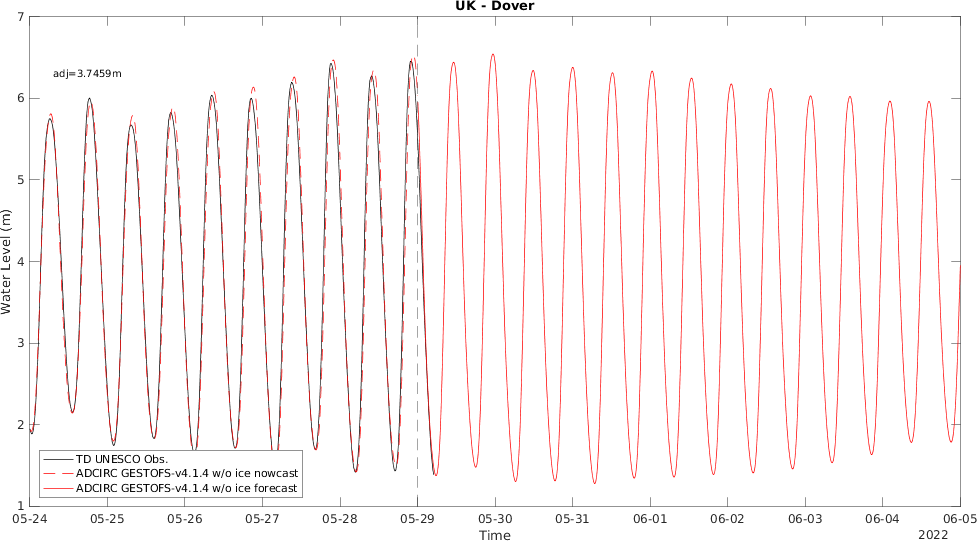 UK - Dover
7
adj=3.7459m
6
5
4
3
2
1
Water Level (m)
TD UNESCO Obs.
ADCIRC GESTOFS-v4.1.4 w/o ice nowcast
ADCIRC GESTOFS-v4.1.4 w/o ice forecast
05-24 05-25 05-26 05-27 05-28 05-29 05-30 05-31 06-01 06-02 06-03 06-04 06-05
Time
2022